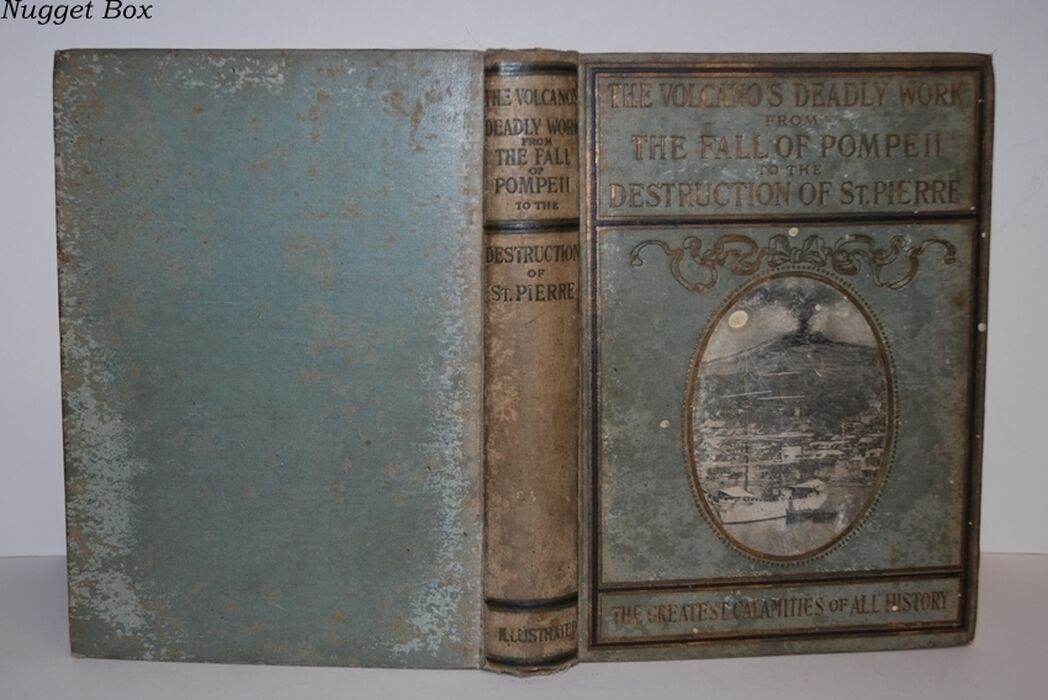 Nugget Box
THE VOLCANO'S
DEADLY WORK
FROM
THE FALL
OF
POMPEII
TO THE
DESTRUCTION
OF
ST. PIERRE
ILLUSTRATED
THE VOLCANO'S DEADLY WORK
FROM
THE FALL OF POMPEII
TO THE
DESTRUCTION OF ST. PIERRE
THE GREATEST CALAMITIES OF ALL HISTORY